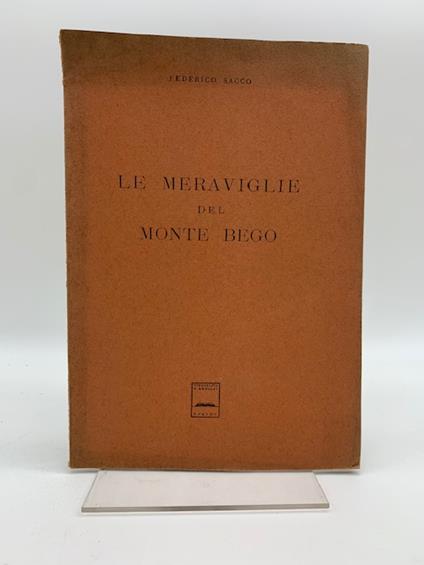 FEDERICO SACCO
LE MERAVIGLIE
DEL
MONTE BEGO